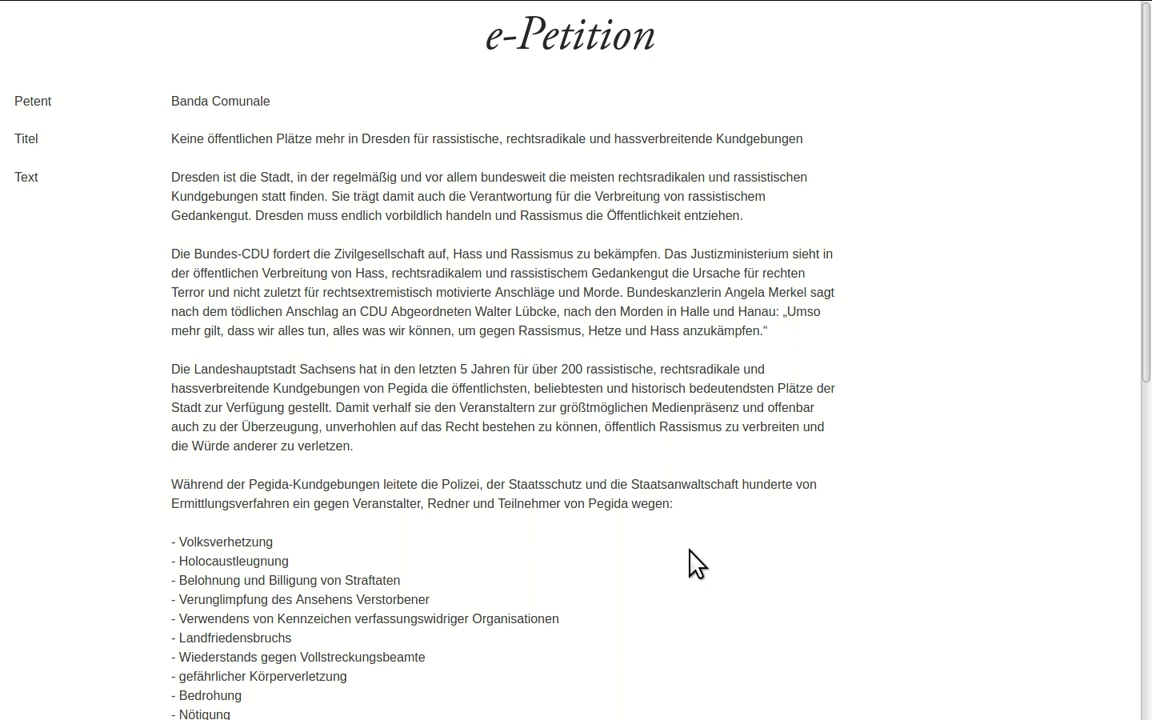 e-Petition
Petent Banda Comunale
Titel Keine öffentlichen Plätze mehr in Dresden für rassistische, rechtsradikale und hassverbreitende Kundgebungen
Text Dresden ist die Stadt, in der regelmäßig und vor allem bundesweit die meisten rechtsradikalen und rassistischen
Kundgebungen statt finden. Sie trägt damit auch die Verantwortung für die Verbreitung von rassistischem
Gedankengut. Dresden muss endlich vorbildlich handeln und Rassismus die Öffentlichkeit entziehen.
Die Bundes-CDU fordert die Zivilgesellschaft auf, Hass und Rassismus zu bekämpfen. Das Justizministerium sieht in
der öffentlichen Verbreitung von Hass, rechtsradikalem und rassistischem Gedankengut die Ursache für rechten
Terror und nicht zuletzt für rechtsextremistisch motivierte Anschläge und Morde. Bundeskanzlerin Angela Merkel sagt
nach dem tödlichen Anschlag an CDU Abgeordneten Walter Lübcke, nach den Morden in Halle und Hanau: „Umso
mehr gilt, dass wir alles tun, alles was wir können, um gegen Rassismus, Hetze und Hass anzukämpfen.“
Die Landeshauptstadt Sachsens hat in den letzten 5 Jahren für über 200 rassistische, rechtsradikale und
hassverbreitende Kundgebungen von Pegida die öffentlichsten, beliebtesten und historisch bedeutendsten Plätze der
Stadt zur Verfügung gestellt. Damit verhalf sie den Veranstaltern zur größtmöglichen Medienpräsenz und offenbar
auch zu der Überzeugung, unverhohlen auf das Recht bestehen zu können, öffentlich Rassismus zu verbreiten und
die Würde anderer zu verletzen.
Während der Pegida-Kundgebungen leitete die Polizei, der Staatsschutz und die Staatsanwaltschaft hunderte von
Ermittlungsverfahren ein gegen Veranstalter, Redner und Teilnehmer von Pegida wegen:
- Volksverhetzung
- Holocaustleugnung
- Belohnung und Billigung von Straftaten
- Verunglimpfung des Ansehens Verstorbener
- Verwendens von Kennzeichen verfassungswidriger Organisationen
- Landfriedensbruchs
- Wiederstands gegen Vollstreckungsbeamte
- gefährlicher Körperverletzung
- Bedrohung
- Nötigung